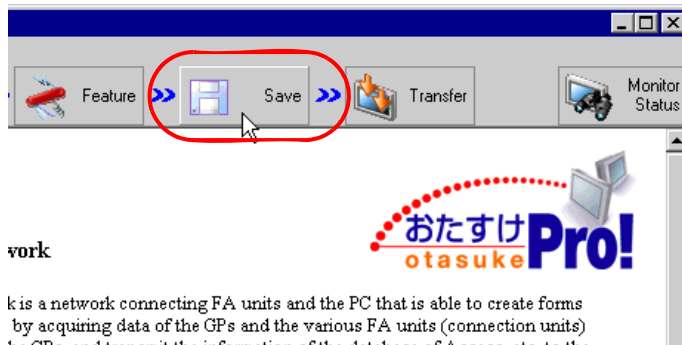 Feature
Save
Transfer
Monitor
Status
おたすけPro!
otasuke
work
k is a network connecting FA units and the PC that is able to create forms
by acquiring data of the GPs and the various FA units (connection units)